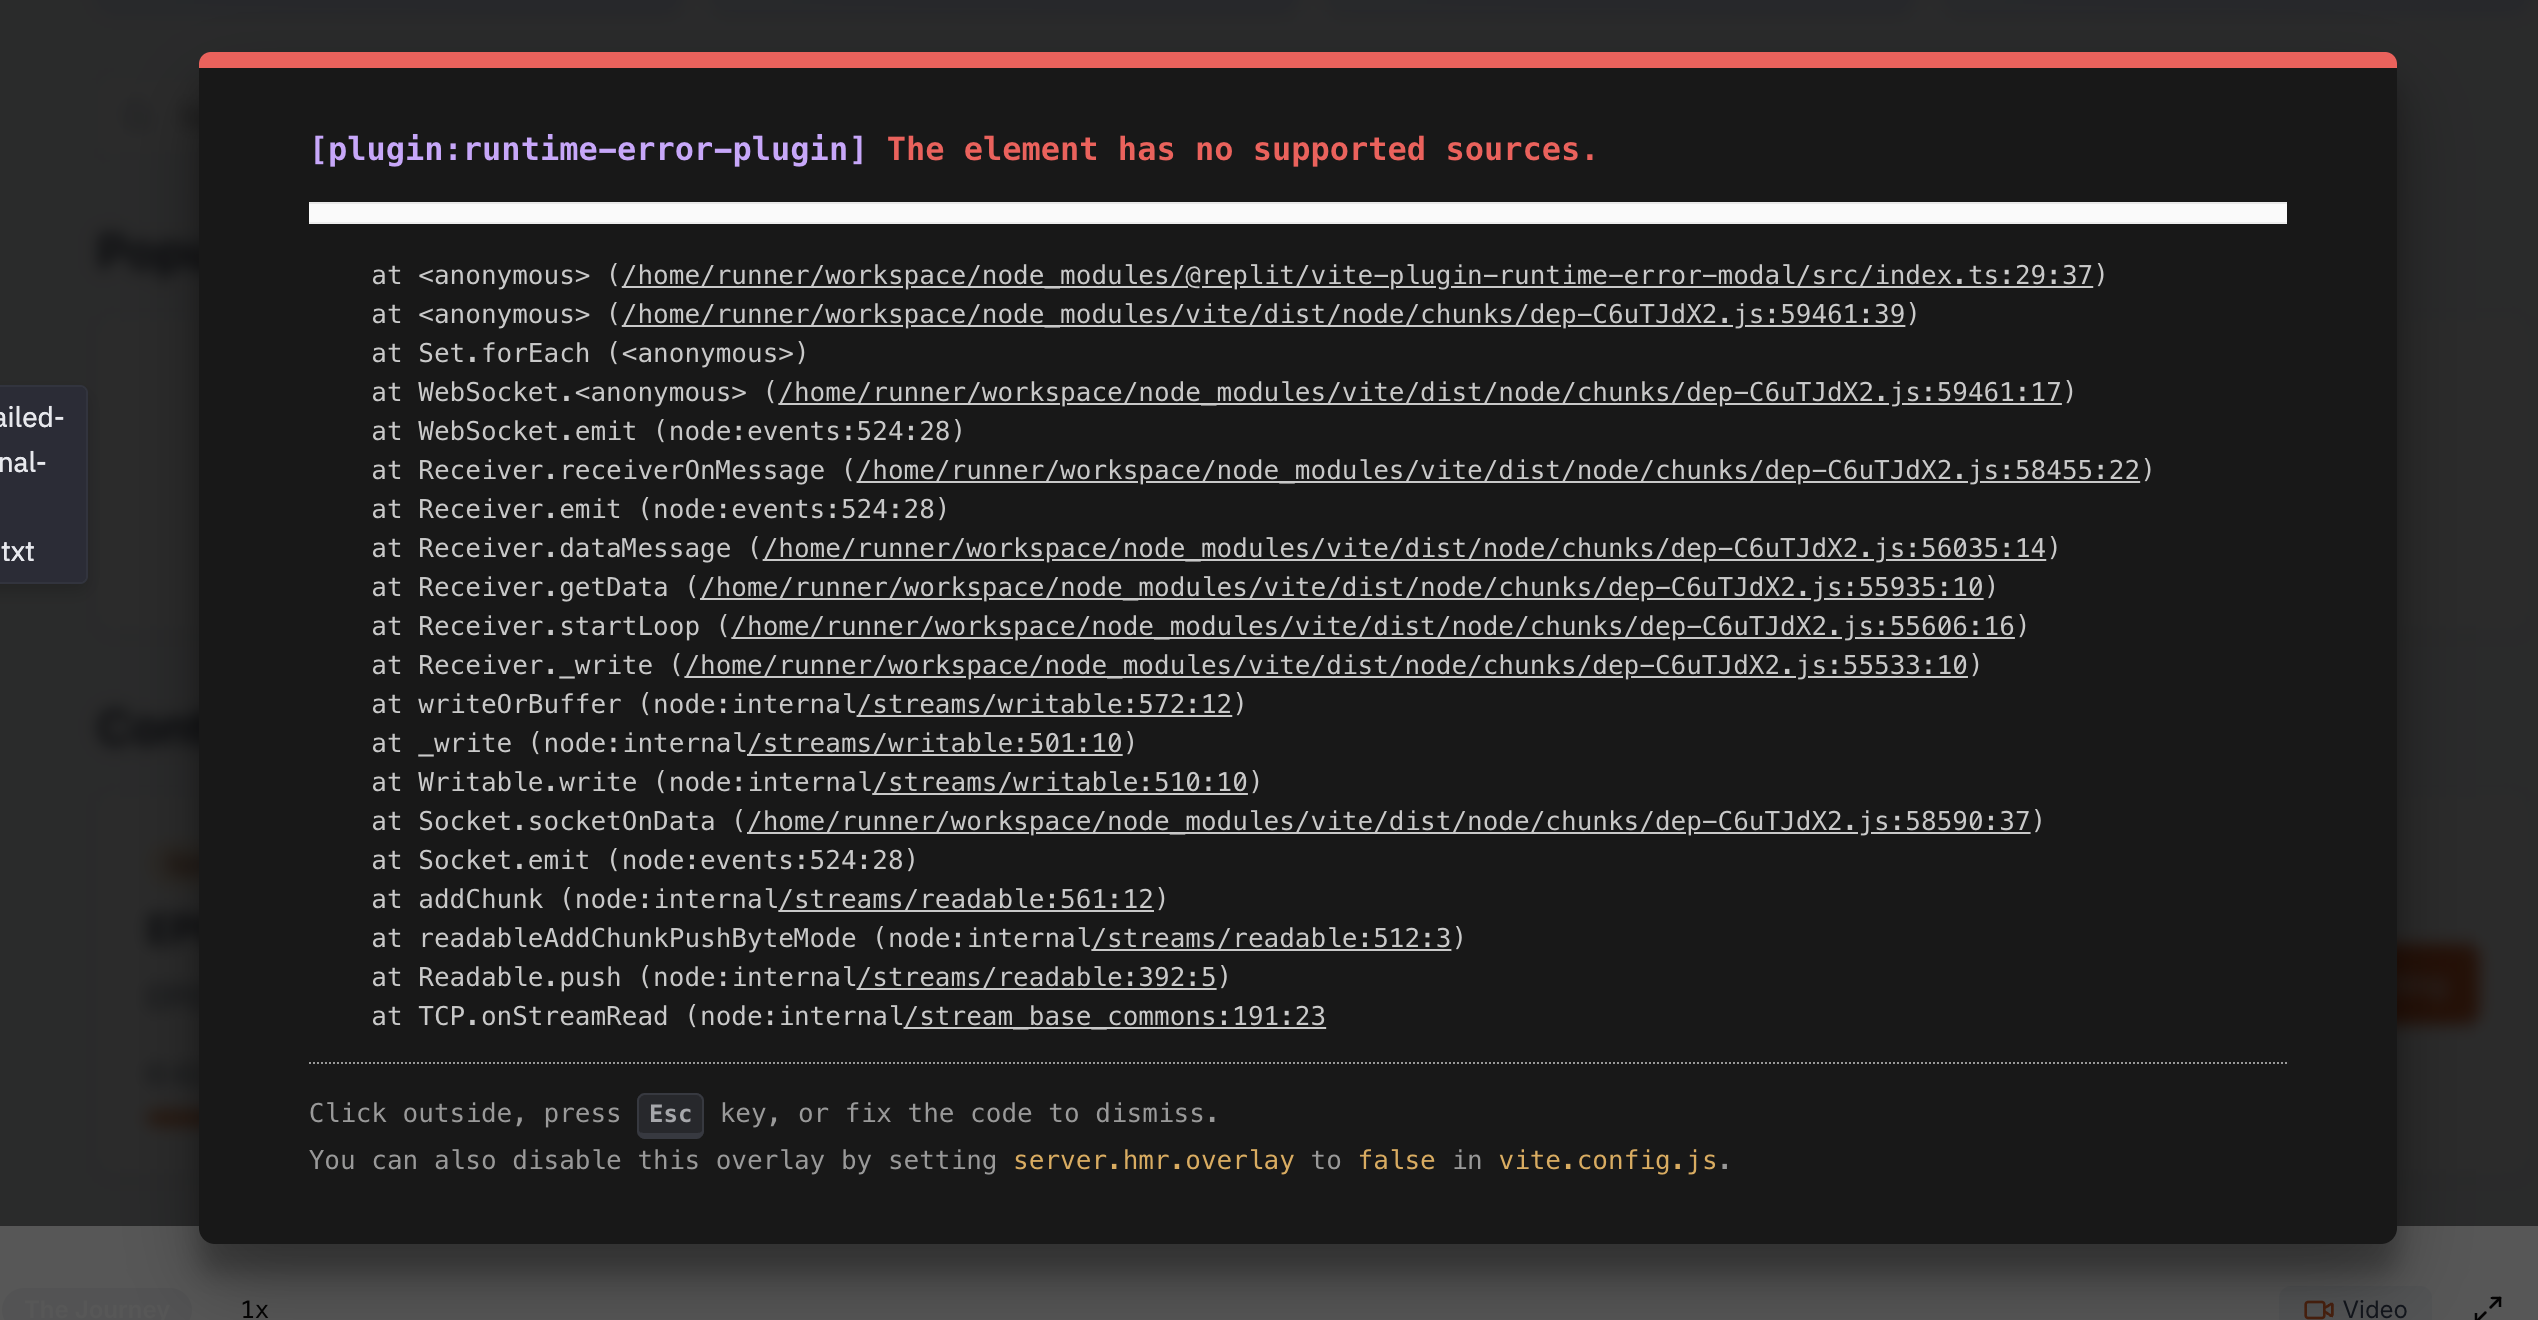 [plugin:runtime-error-plugin] The element has no supported sources.
at <anonymous> (/home/runner/workspace/node_modules/@replit/vite-plugin-runtime-error-modal/src/index.ts:29:37)
at <anonymous> (/home/runner/workspace/node_modules/vite/dist/node/chunks/dep-C6uTJdX2.js:59461:39)
at Set.forEach (<anonymous>)
at WebSocket.<anonymous> (/home/runner/workspace/node_modules/vite/dist/node/chunks/dep-C6uTJdX2.js:59461:17)
ailed-
at WebSocket.emit (node:events:524:28)
nal-
at Receiver.receiverOnMessage (/home/runner/workspace/node_modules/vite/dist/node/chunks/dep-C6uTJdX2.js:58455:22)
at Receiver.emit (node:events:524:28)
txt
at Receiver.dataMessage (/home/runner/workspace/node_modules/vite/dist/node/chunks/dep-C6uTJdX2.js:56035:14)
at Receiver.getData (/home/runner/workspace/node_modules/vite/dist/node/chunks/dep-C6uTJdX2.js:55935:10)
at Receiver.startLoop (/home/runner/workspace/node_modules/vite/dist/node/chunks/dep-C6uTJdX2.js:55606:16)
at Receiver._write (/home/runner/workspace/node_modules/vite/dist/node/chunks/dep-C6uTJdX2.js:55533:10)
at writeOrBuffer (node:internal/streams/writable:572:12)
at _write (node:internal/streams/writable:501:10)
at Writable.write (node:internal/streams/writable:510:10)
at Socket.socketOnData (/home/runner/workspace/node_modules/vite/dist/node/chunks/dep-C6uTJdX2.js:58590:37)
at Socket.emit (node:events:524:28)
at addChunk (node:internal/streams/readable:561:12)
at readableAddChunkPushByteMode (node:internal/streams/readable:512:3)
at Readable.push (node:internal/streams/readable:392:5)
at TCP.onStreamRead (node:internal/stream_base_commons:191:23
Click outside, press Esc key, or fix the code to dismiss.
You can also disable this overlay by setting server.hmr.overlay to false in vite.config.js.
The Journey 1x Video